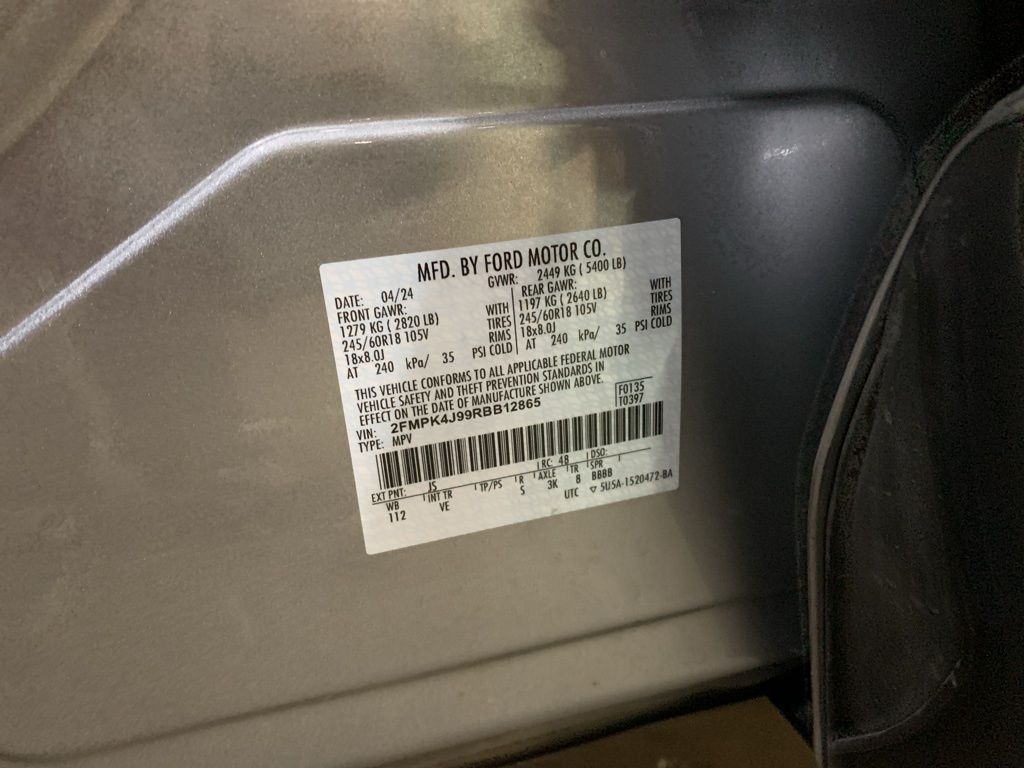 MFD. BY FORD MOTOR CO.
DATE: 04/24 GVWR: 2449 KG ( 5400 LB)
FRONT GAWR: REAR GAWR:
1279 KG ( 2820 LB) WITH 1197 KG ( 2640 LB) WITH
245/60R18 105V TIRES 245/60R18 105V TIRES
18x8.0J RIMS 18x8.0J RIMS
AT 240 kPa/ 35 PSI COLD AT 240 kPa/ 35 PSI COLD
THIS VEHICLE CONFORMS TO ALL APPLICABLE FEDERAL MOTOR
VEHICLE SAFETY AND THEFT PREVENTION STANDARDS IN
EFFECT ON THE DATE OF MANUFACTURE SHOWN ABOVE.
VIN: 2FMPK4J99RBB12865 F0135
TYPE: MPV T0397
EXT PNT: JS RC: 48 DSO:
WB INT TR TP/PS R AXLE TR SPR
112 VE S 3K B BBBB
UTC ▽ 5U5A-1520472-BA